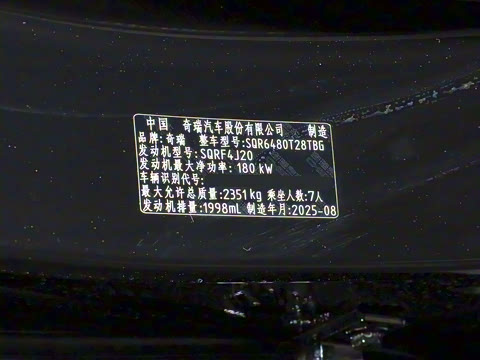 中国 奇瑞汽车股份有限公司 制造
品牌:奇瑞 整车型号:SQR6480T28TBG
发动机型号:SQRF4J20
发动机最大净功率:180 kW
车辆识别代号:
最大允许总质量:2351kg 乘坐人数:7人
发动机排量:1998mL 制造年月:2025-08